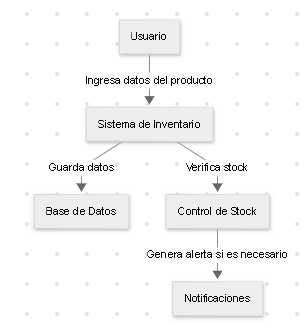 Usuario
Ingresa datos del producto
Sistema de Inventario
Guarda datos
Verifica stock
Base de Datos
Control de Stock
Genera alerta si es necesario
Notificaciones